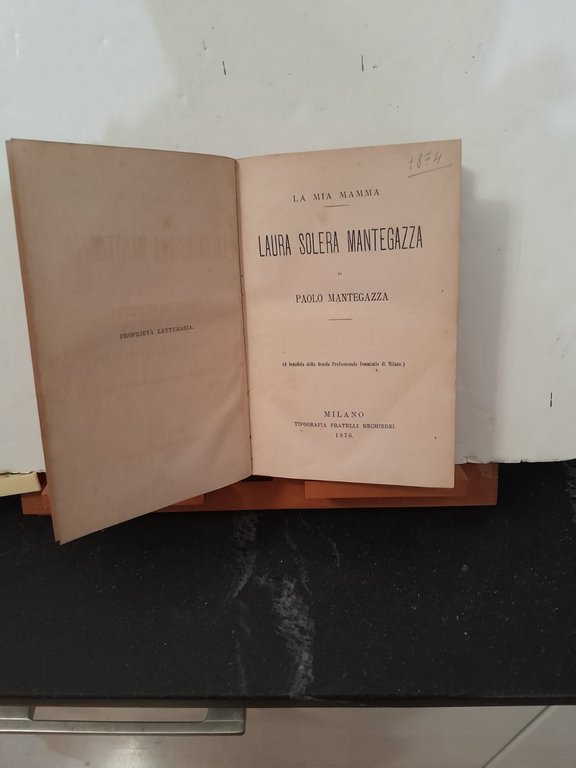 PROPRIETÀ LETTERARIA.
1874
LA MIA MAMMA
LAURA SOLERA MANTEGAZZA
DI
PAOLO MANTEGAZZA
(A beneficio della Scuola Professionale femminile di Milano.)
MILANO
TIPOGRAFIA FRATELLI RECHIEDEI
1876.